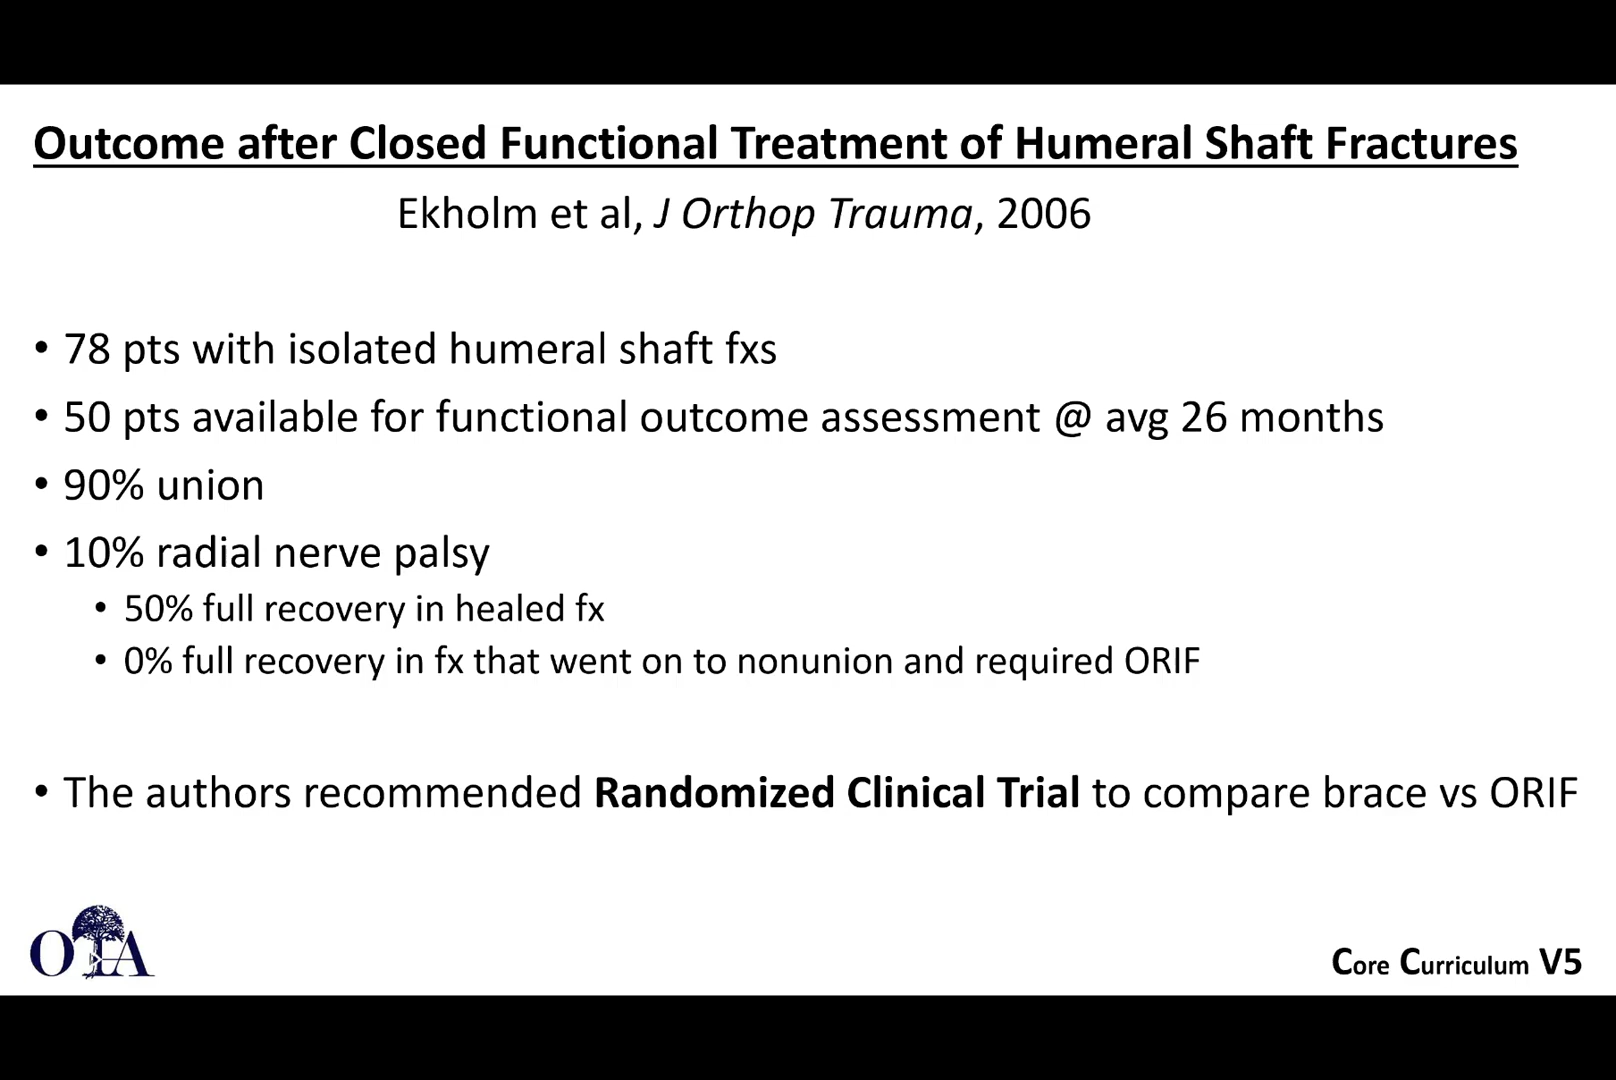 Outcome after Closed Functional Treatment of Humeral Shaft Fractures
Ekholm et al, J Orthop Trauma, 2006
• 78 pts with isolated humeral shaft fxs
• 50 pts available for functional outcome assessment @ avg 26 months
• 90% union
• 10% radial nerve palsy
• 50% full recovery in healed fx
• 0% full recovery in fx that went on to nonunion and required ORIF
• The authors recommended Randomized Clinical Trial to compare brace vs ORIF
OTA
Core Curriculum V5